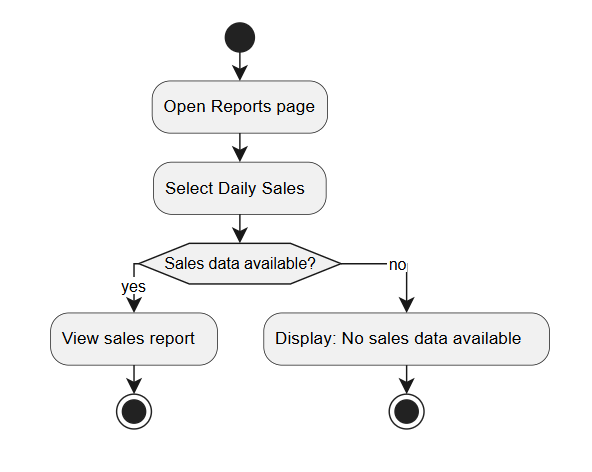 Open Reports page
Select Daily Sales
Sales data available?
yes
no
View sales report
Display: No sales data available